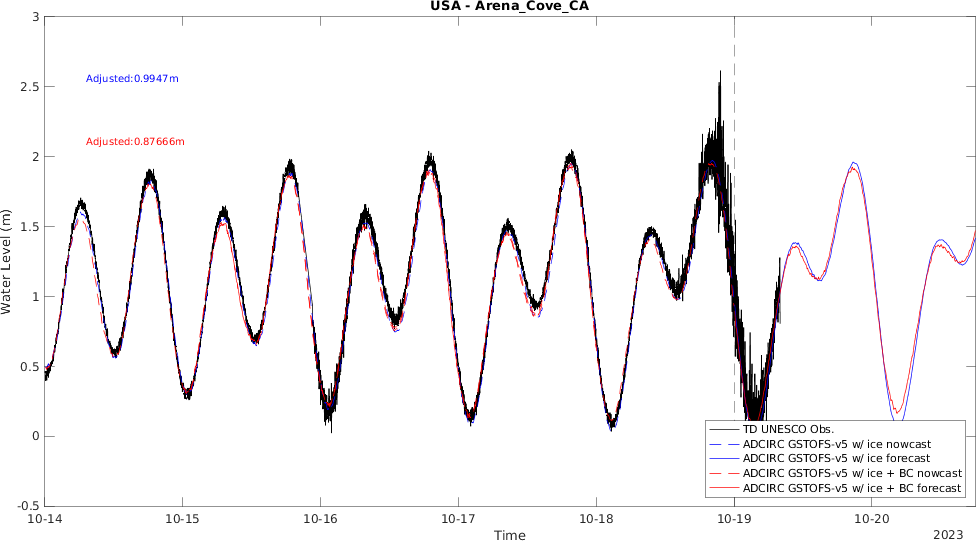 USA - Arena_Cove_CA
3
2.5
2
1.5
1
0.5
0
-0.5
Water Level (m)
Adjusted:0.9947m
Adjusted:0.87666m
TD UNESCO Obs.
ADCIRC GSTOFS-v5 w/ ice nowcast
ADCIRC GSTOFS-v5 w/ ice forecast
ADCIRC GSTOFS-v5 w/ ice + BC nowcast
ADCIRC GSTOFS-v5 w/ ice + BC forecast
10-14 10-15 10-16 10-17 10-18 10-19 10-20
Time
2023